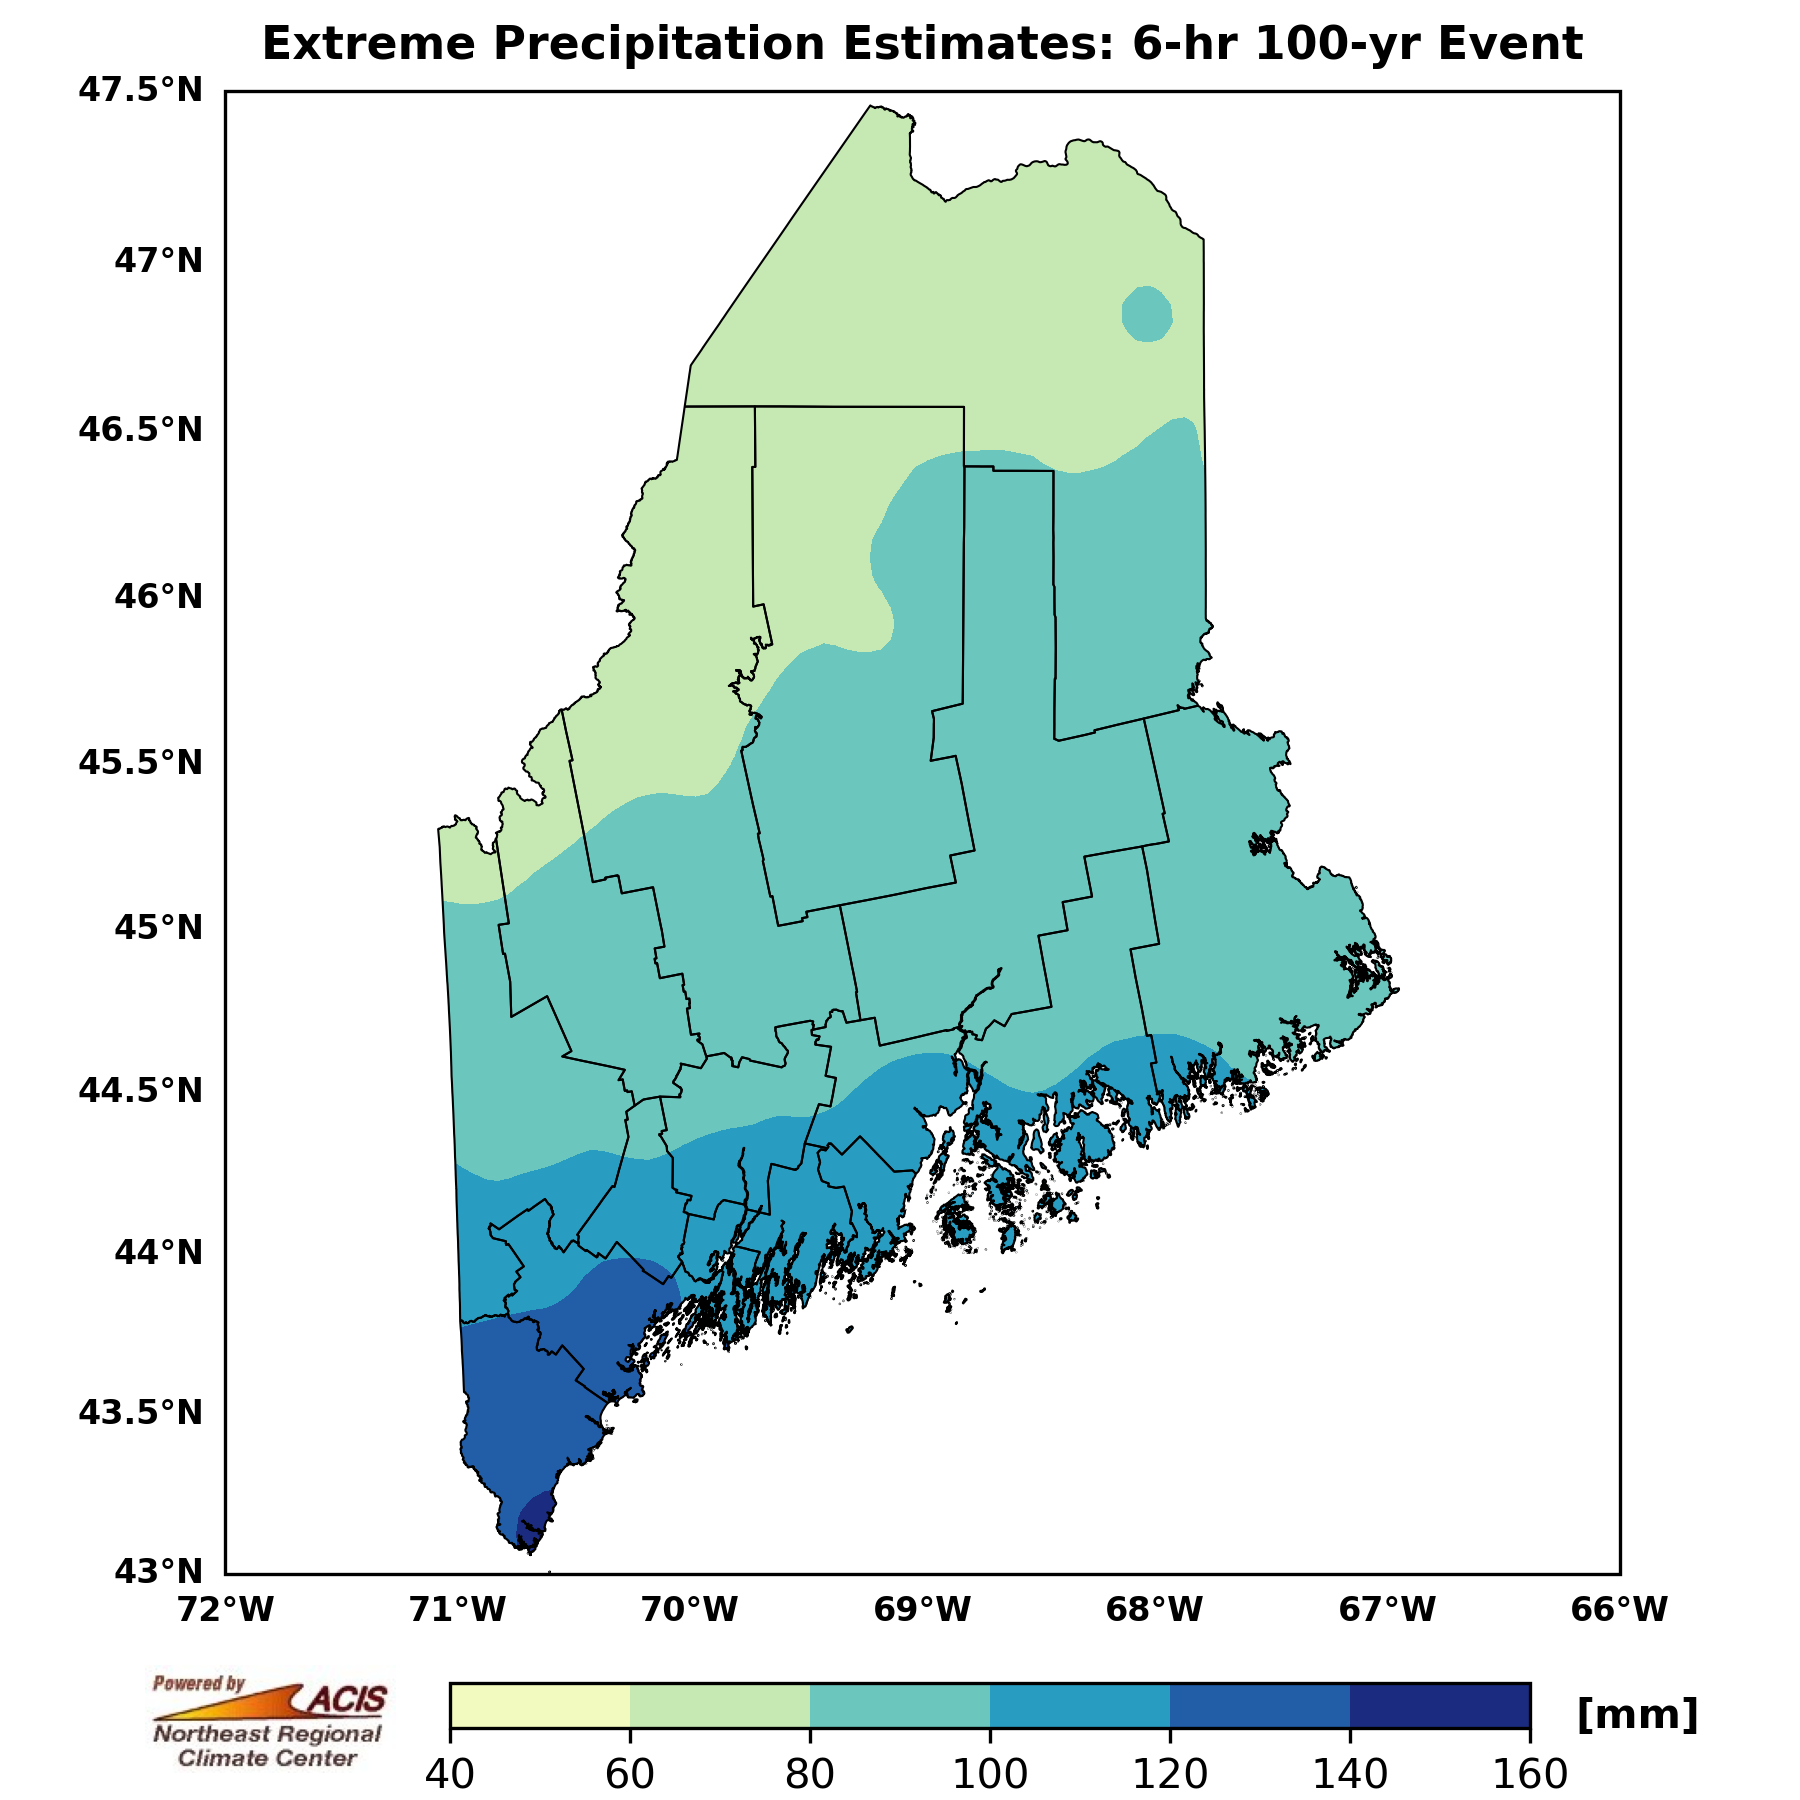 Extreme Precipitation Estimates: 6-hr 100-yr Event
47.5°N
47°N
46.5°N
46°N
45.5°N
45°N
44.5°N
44°N
43.5°N
43°N
72°W 71°W 70°W 69°W 68°W 67°W 66°W
Powered by
ACIS
Northeast Regional
Climate Center
[mm]
40 60 80 100 120 140 160